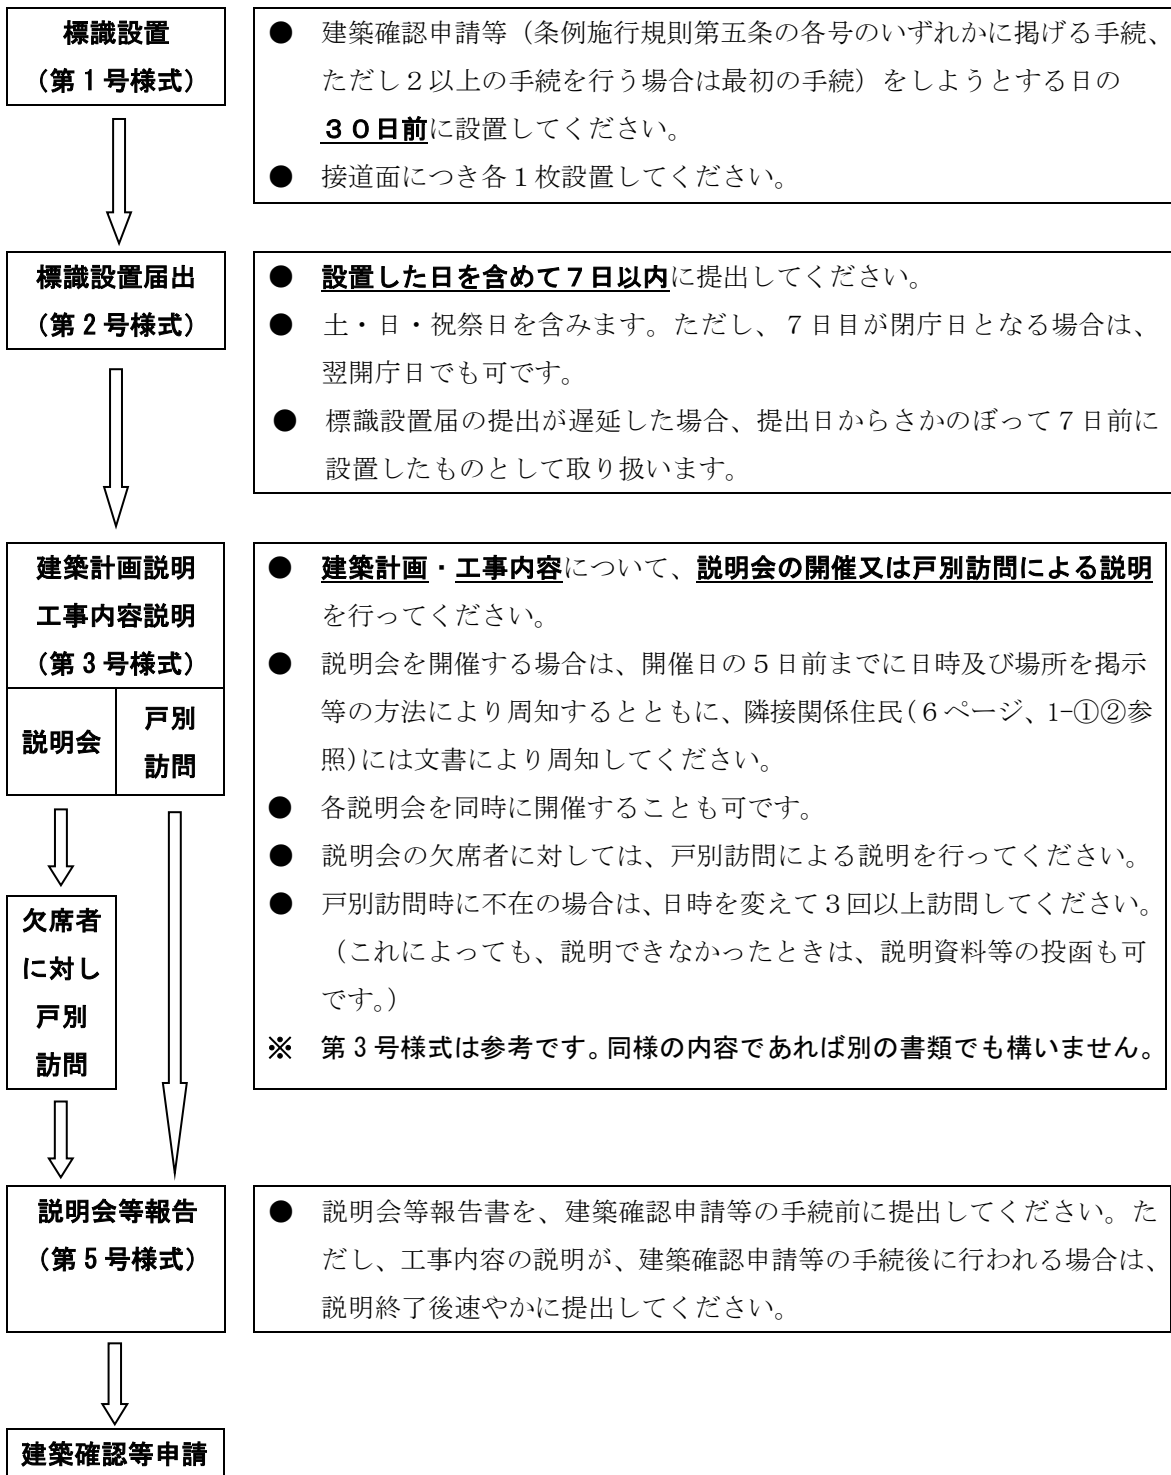 標識設置
（第１号様式）
● 建築確認申請等（条例施行規則第五条の各号のいずれかに掲げる手続、
ただし２以上の手続を行う場合は最初の手続）をしようとする日の
３０日前に設置してください。
● 接道面につき各１枚設置してください。
標識設置届出
（第２号様式）
● 設置した日を含めて７日以内に提出してください。
● 土・日・祝祭日を含みます。ただし、７日目が閉庁日となる場合は、
翌開庁日でも可です。
● 標識設置届の提出が遅延した場合、提出日からさかのぼって７日前に
設置したものとして取り扱います。
建築計画説明
工事内容説明
（第３号様式）
説明会
戸別
訪問
● 建築計画・工事内容について、説明会の開催又は戸別訪問による説明
を行ってください。
● 説明会を開催する場合は、開催日の５日前までに日時及び場所を掲示
等の方法により周知するとともに、隣接関係住民（６ページ、1-①②参
照）には文書により周知してください。
● 各説明会を同時に開催することも可です。
● 説明会の欠席者に対しては、戸別訪問による説明を行ってください。
● 戸別訪問時に不在の場合は、日時を変えて３回以上訪問してください。
（これによっても、説明できなかったときは、説明資料等の投函も可
です。）
※ 第３号様式は参考です。同様の内容であれば別の書類でも構いません。
欠席者
に対し
戸別
訪問
説明会等報告
（第５号様式）
● 説明会等報告書を、建築確認申請等の手続前に提出してください。た
だし、工事内容の説明が、建築確認申請等の手続後に行われる場合は、
説明終了後速やかに提出してください。
建築確認等申請